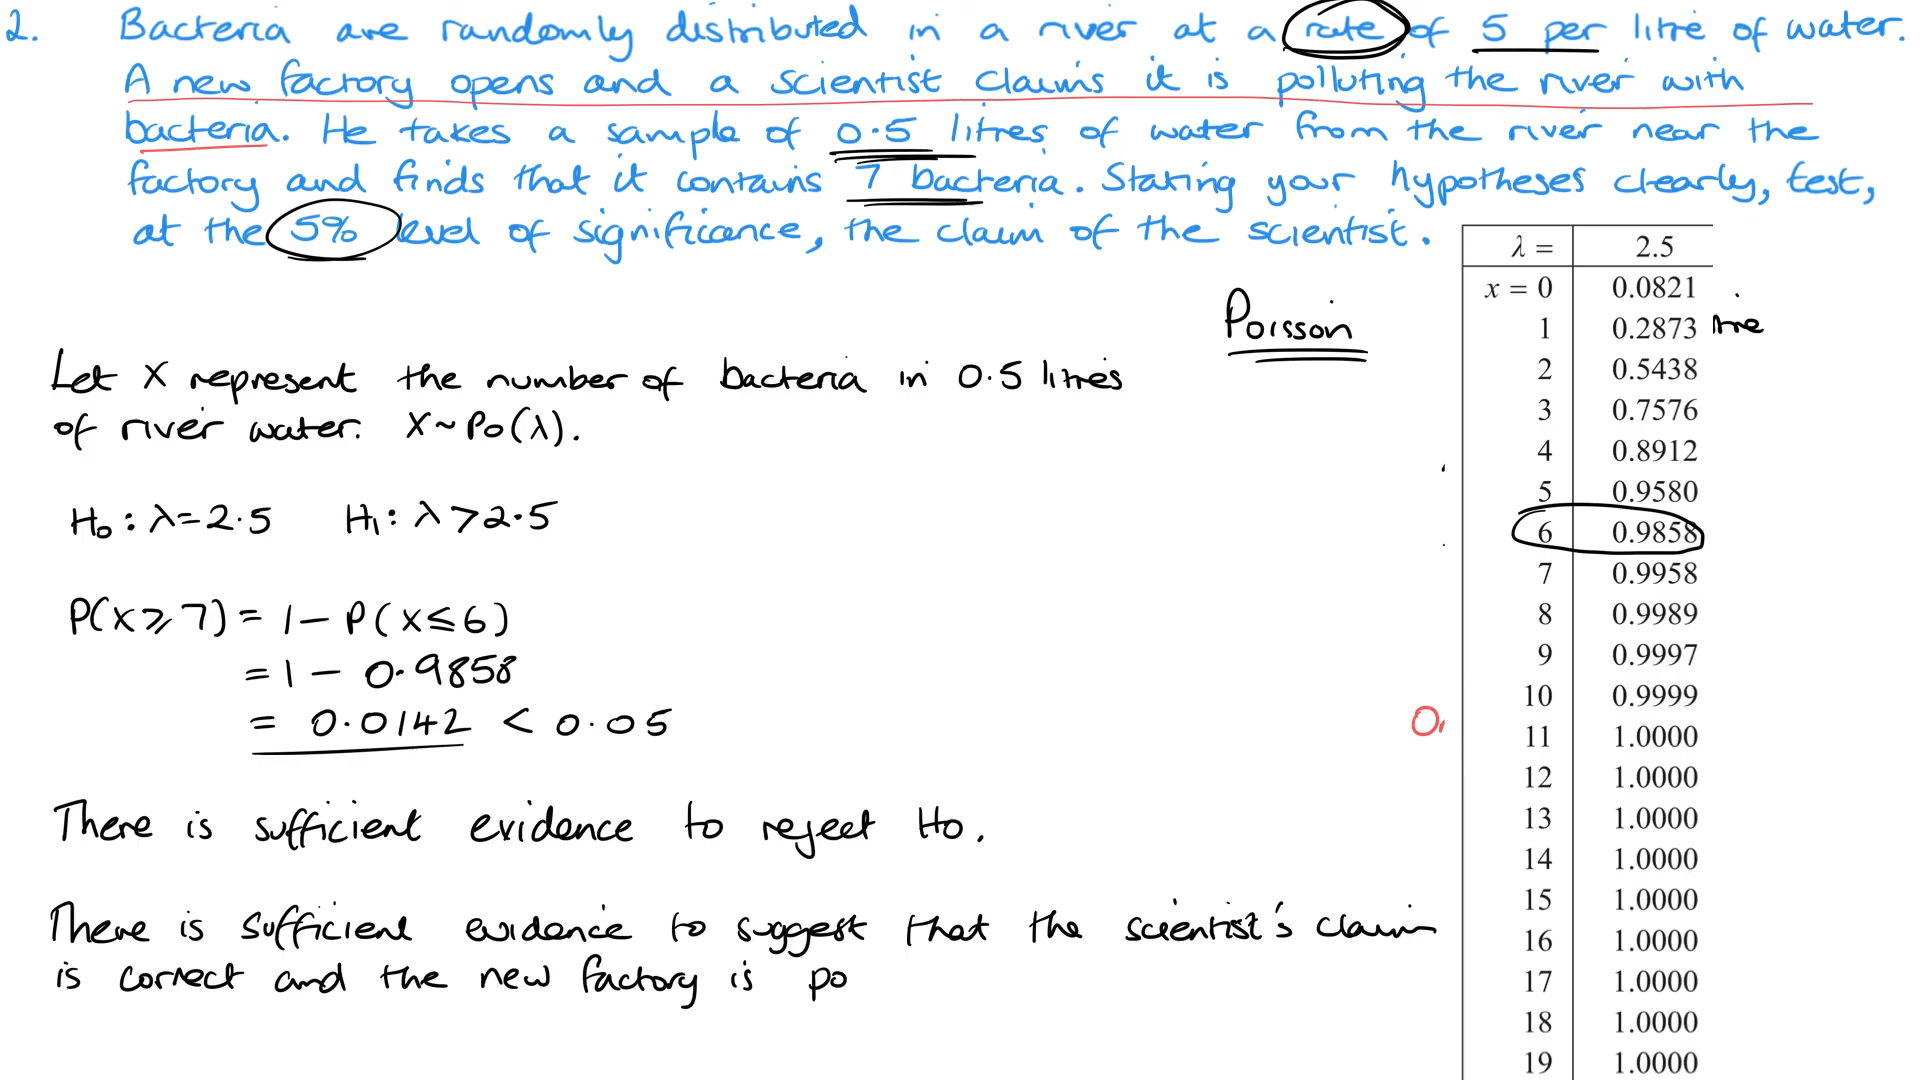 2. Bacteria are randomly distributed in a river at a rate of 5 per litre of water.
A new factory opens and a scientist claims it is polluting the river with
bacteria. He takes a sample of 0.5 litres of water from the river near the
factory and finds that it contains 7 bacteria. Stating your hypotheses clearly, test,
at the 5% level of significance, the claim of the scientist.
Poisson
Let X represent the number of bacteria in 0.5 litres
of river water. X~Po(λ).
H₀: λ=2.5 H₁: λ>2.5
P(X⩾7) = 1 - P(X≤6)
= 1 - 0.9858
= 0.0142 < 0.05
There is sufficient evidence to reject H₀.
There is sufficient evidence to suggest that the scientist's claim
is correct and the new factory is po
λ = 2.5
x = 0 0.0821
1 0.2873
2 0.5438
3 0.7576
4 0.8912
5 0.9580
6 0.9858
7 0.9958
8 0.9989
9 0.9997
10 0.9999
11 1.0000
12 1.0000
13 1.0000
14 1.0000
15 1.0000
16 1.0000
17 1.0000
18 1.0000
19 1.0000